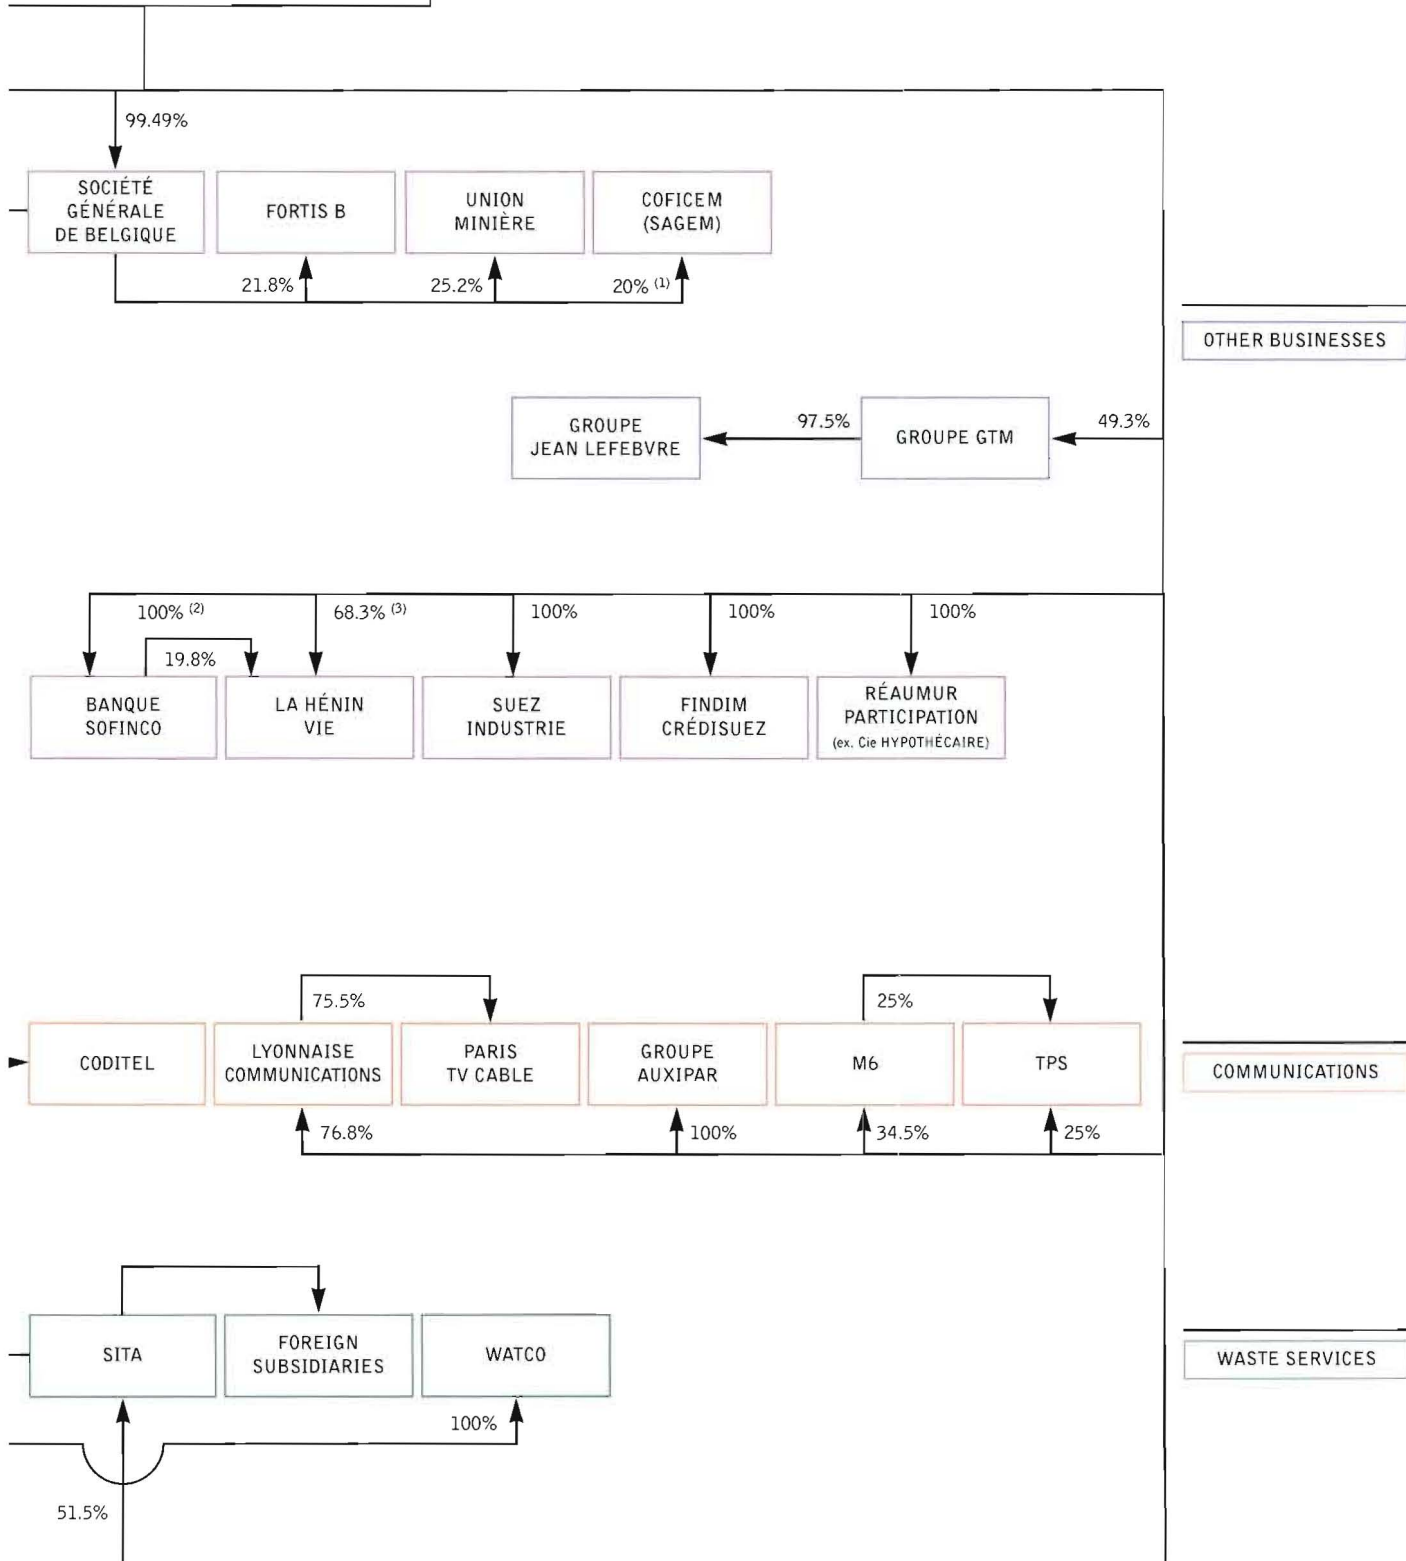 99.49%
SOCIÉTÉ
GÉNÉRALE
DE BELGIQUE
FORTIS B
UNION
MINIÈRE
COFICEM
(SAGEM)
21.8%
25.2%
20% (1)
OTHER BUSINESSES
GROUPE
JEAN LEFEBVRE
97.5%
GROUPE GTM
49.3%
100% (2)
68.3% (3)
100%
100%
100%
19.8%
BANQUE
SOFINCO
LA HÉNIN
VIE
SUEZ
INDUSTRIE
FINDIM
CRÉDISUEZ
RÉAUMUR
PARTICIPATION
(ex. Cie HYPOTHÉCAIRE)
75.5%
25%
CODITEL
LYONNAISE
COMMUNICATIONS
PARIS
TV CABLE
GROUPE
AUXIPAR
M6
TPS
COMMUNICATIONS
76.8%
100%
34.5%
25%
SITA
FOREIGN
SUBSIDIARIES
WATCO
WASTE SERVICES
100%
51.5%